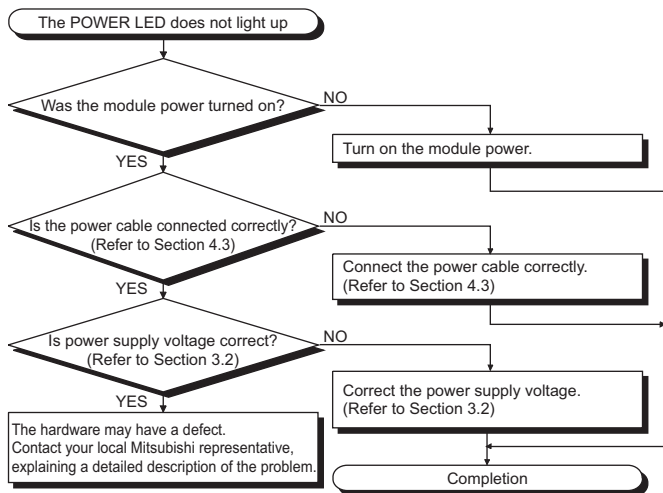 The POWER LED does not light up
Was the module power turned on?
NO
Turn on the module power.
YES
Is the power cable connected correctly?
(Refer to Section 4.3)
NO
Connect the power cable correctly.
(Refer to Section 4.3)
YES
Is power supply voltage correct?
(Refer to Section 3.2)
NO
Correct the power supply voltage.
(Refer to Section 3.2)
YES
The hardware may have a defect.
Contact your local Mitsubishi representative,
explaining a detailed description of the problem.
Completion